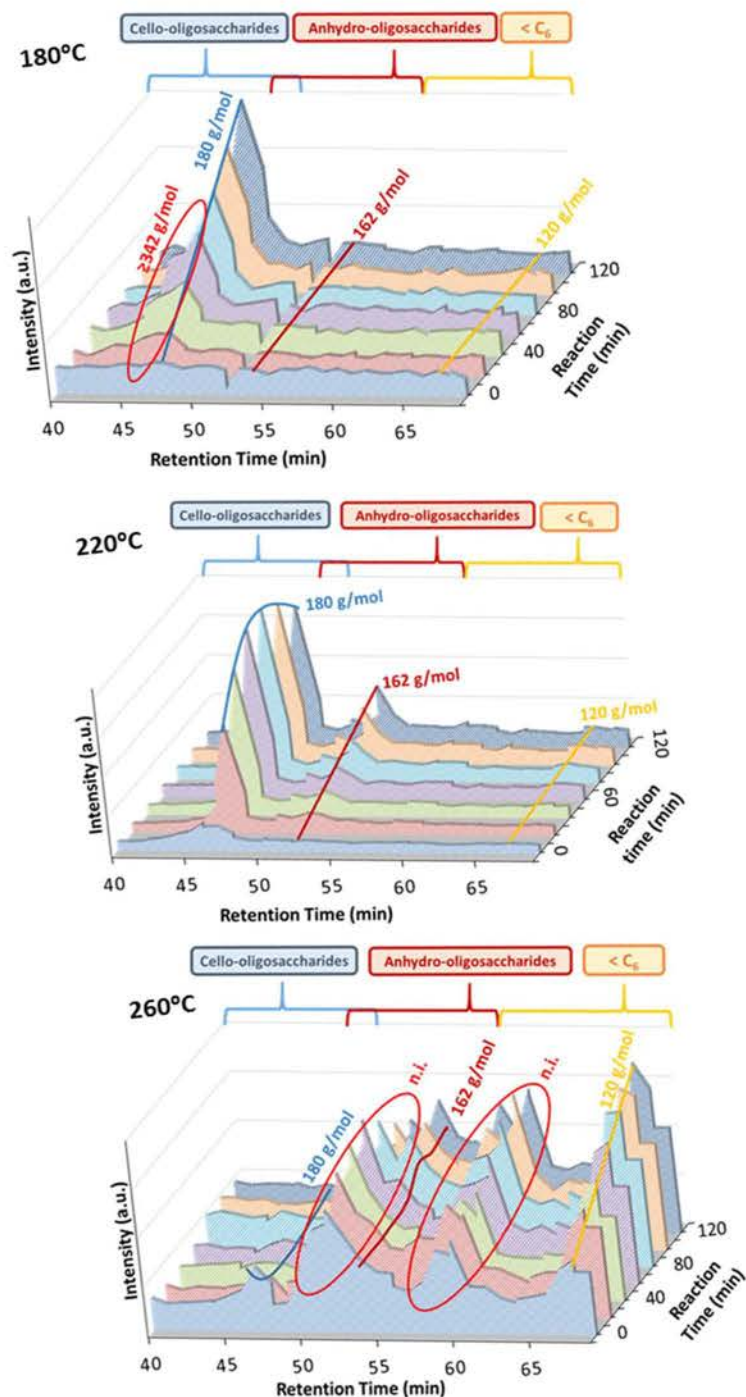 Cello-oligosaccharides Anhydro-oligosaccharides < C6
180°C
180 g/mol
≥342 g/mol
162 g/mol
120 g/mol
Intensity (a.u.)
120
80
40
0
Reaction
Time (min)
40 45 50 55 60 65
Retention Time (min)
Cello-oligosaccharides Anhydro-oligosaccharides < C6
220°C
180 g/mol
162 g/mol
120 g/mol
Intensity (a.u.)
120
60
0
Reaction
time (min)
40 45 50 55 60 65
Retention Time (min)
Cello-oligosaccharides Anhydro-oligosaccharides < C6
260°C
180 g/mol
n.i.
162 g/mol
n.i.
120 g/mol
Intensity (a.u.)
120
80
40
0
Reaction
Time (min)
40 45 50 55 60 65
Retention Time (min)